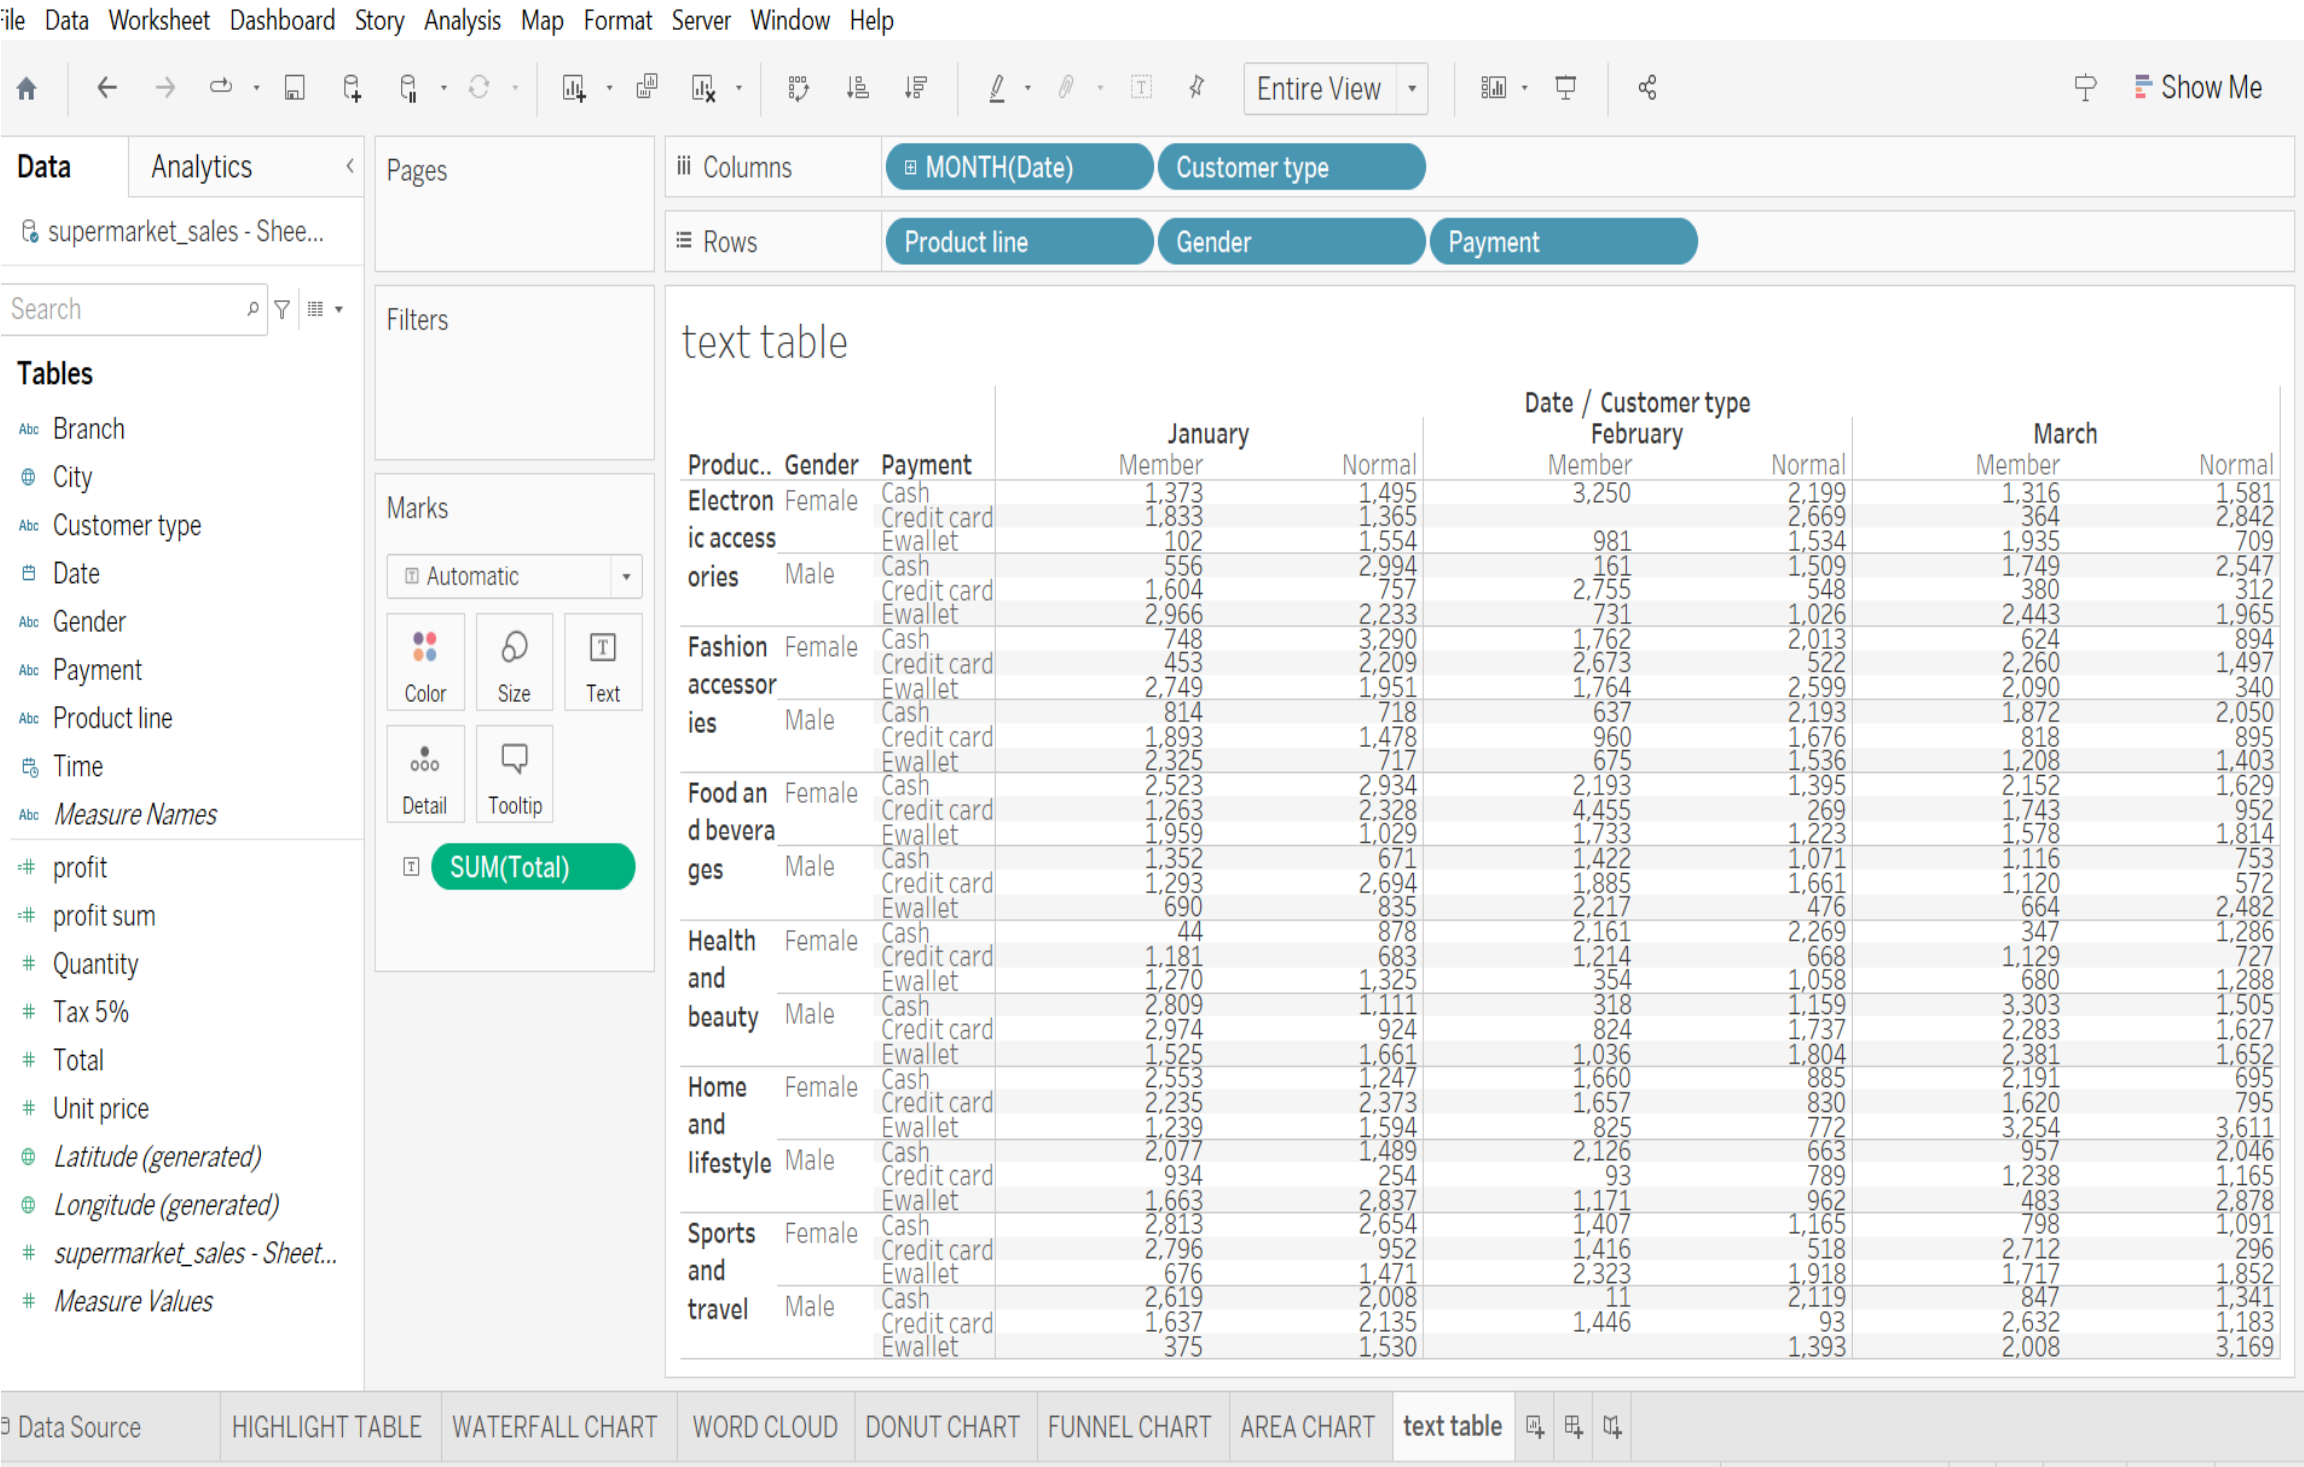 File Data Worksheet Dashboard Story Analysis Map Format Server Window Help
Entire View Show Me
Data Analytics
supermarket_sales - Shee...
Search
Tables
Abc Branch
City
Abc Customer type
Date
Abc Gender
Abc Payment
Abc Product line
Time
Abc Measure Names
=# profit
=# profit sum
# Quantity
# Tax 5%
# Total
# Unit price
Latitude (generated)
Longitude (generated)
# supermarket_sales - Sheet...
# Measure Values
Pages
Filters
Marks
Automatic
Color Size Text
Detail Tooltip
SUM(Total)
Columns MONTH(Date) Customer type
Rows Product line Gender Payment
text table
Date / Customer type
January February March
Produc.. Gender Payment Member Normal Member Normal Member Normal
Electronic accessories Female Cash 1,373 1,495 3,250 2,199 1,316 1,581
Credit card 1,833 1,365 2,669 364 2,842
Ewallet 102 1,554 981 1,534 1,935 709
Male Cash 556 2,994 161 1,509 1,749 2,547
Credit card 1,604 757 2,755 548 380 312
Ewallet 2,966 2,233 731 1,026 2,443 1,965
Fashion accessories Female Cash 748 3,290 1,762 2,013 624 894
Credit card 453 2,209 2,673 522 2,260 1,497
Ewallet 2,749 1,951 1,764 2,599 2,090 340
Male Cash 814 718 637 2,193 1,872 2,050
Credit card 1,893 1,478 960 1,676 818 895
Ewallet 2,325 717 675 1,536 1,208 1,403
Food and beverages Female Cash 2,523 2,934 2,193 1,395 2,152 1,629
Credit card 1,263 2,328 4,455 269 1,743 952
Ewallet 1,959 1,029 1,733 1,223 1,578 1,814
Male Cash 1,352 671 1,422 1,071 1,116 753
Credit card 1,293 2,694 1,885 1,661 1,120 572
Ewallet 690 835 2,217 476 664 2,482
Health and beauty Female Cash 44 878 2,161 2,269 347 1,286
Credit card 1,181 683 1,214 668 1,129 727
Ewallet 1,270 1,325 354 1,058 680 1,288
Male Cash 2,809 1,111 318 1,159 3,303 1,505
Credit card 2,974 924 824 1,737 2,283 1,627
Ewallet 1,525 1,661 1,036 1,804 2,381 1,652
Home and lifestyle Female Cash 2,553 1,247 1,660 885 2,191 695
Credit card 2,235 2,373 1,657 830 1,620 795
Ewallet 1,239 1,594 825 772 3,254 3,611
Male Cash 2,077 1,489 2,126 663 957 2,046
Credit card 934 254 93 789 1,238 1,165
Ewallet 1,663 2,837 1,171 962 483 2,878
Sports and travel Female Cash 2,813 2,654 1,407 1,165 798 1,091
Credit card 2,796 952 1,416 518 2,712 296
Ewallet 676 1,471 2,323 1,918 1,717 1,852
Male Cash 2,619 2,008 11 2,119 847 1,341
Credit card 1,637 2,135 1,446 93 2,632 1,183
Ewallet 375 1,530 1,393 2,008 3,169
Data Source HIGHLIGHT TABLE WATERFALL CHART WORD CLOUD DONUT CHART FUNNEL CHART AREA CHART text table